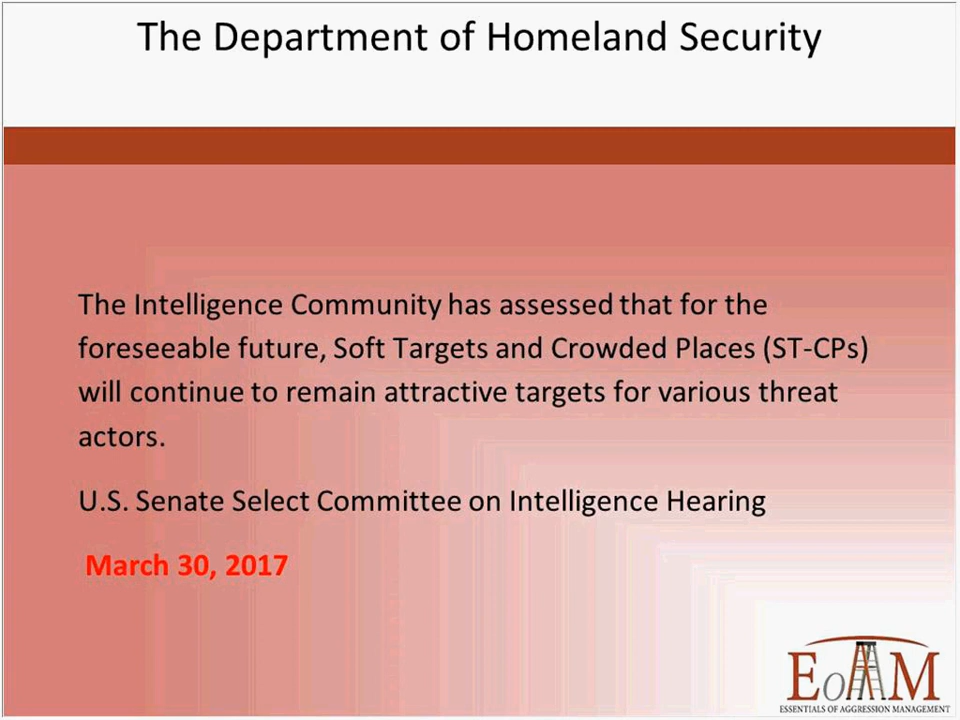 The Department of Homeland Security
The Intelligence Community has assessed that for the
foreseeable future, Soft Targets and Crowded Places (ST-CPs)
will continue to remain attractive targets for various threat
actors.
U.S. Senate Select Committee on Intelligence Hearing
March 30, 2017
EoAM
ESSENTIALS OF AGGRESSION MANAGEMENT